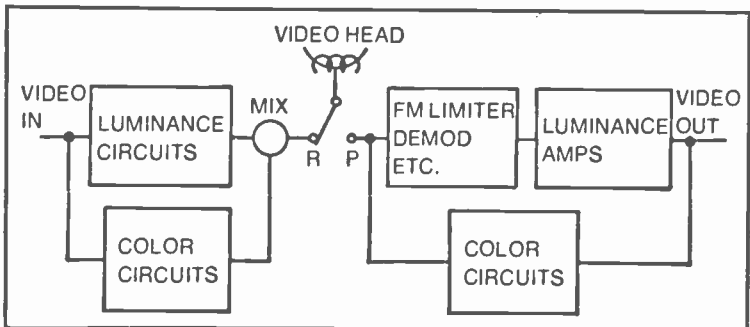 VIDEO HEAD
VIDEO
IN
LUMINANCE
CIRCUITS
MIX
R
P
FM LIMITER
DEMOD
ETC.
LUMINANCE
AMPS
VIDEO
OUT
COLOR
CIRCUITS
COLOR
CIRCUITS